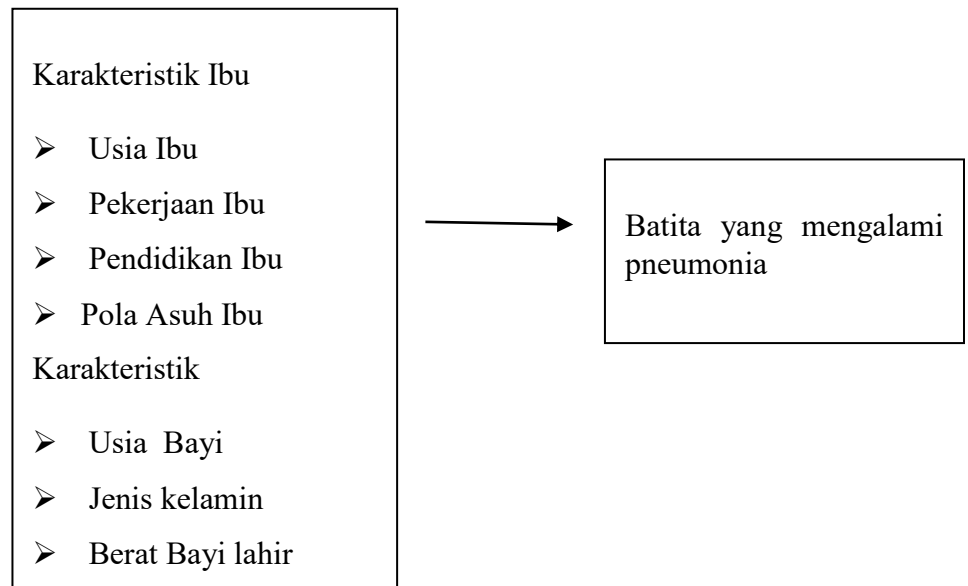 Karakteristik Ibu
➢ Usia Ibu
➢ Pekerjaan Ibu
➢ Pendidikan Ibu
➢ Pola Asuh Ibu
Karakteristik
➢ Usia Bayi
➢ Jenis kelamin
➢ Berat Bayi lahir
Batita yang mengalami
pneumonia